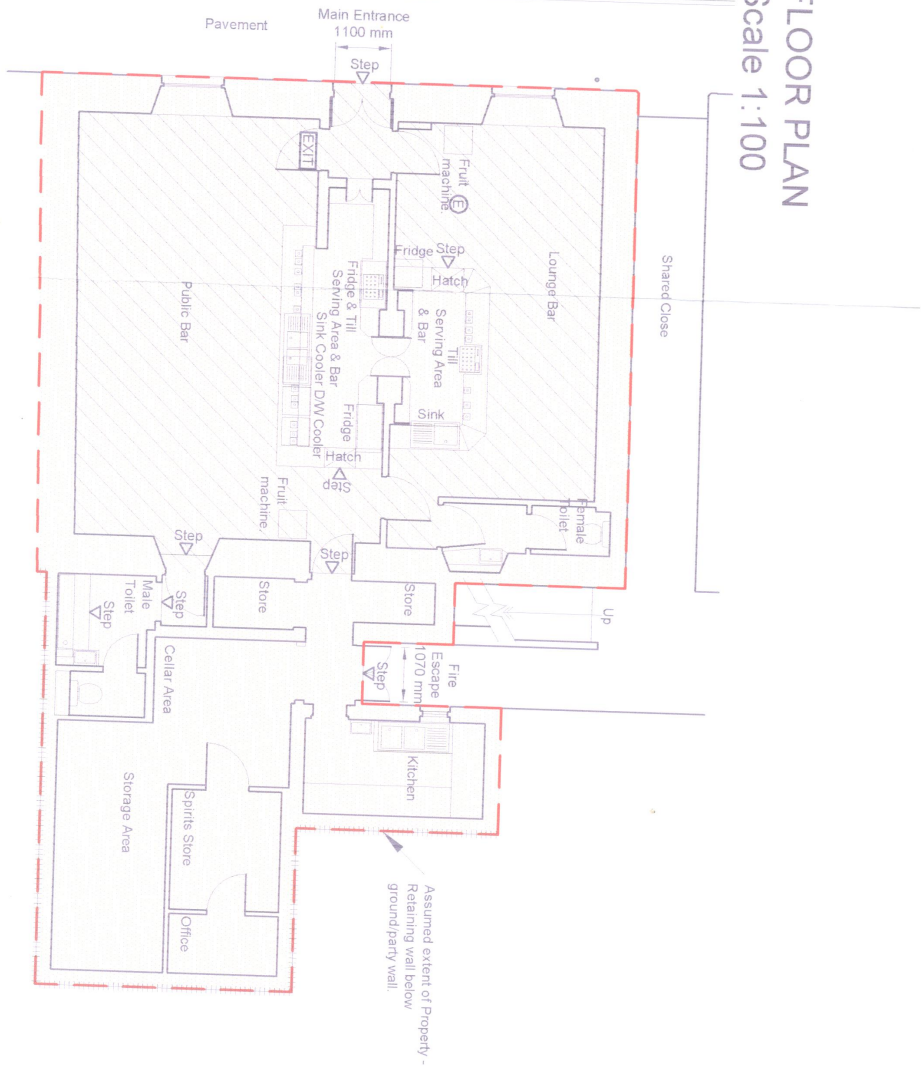 FLOOR PLAN
Scale 1:100
Pavement
Main Entrance
1100 mm
Step
EXIT
Fruit
machine
E
Shared Close
Lounge Bar
Public Bar
Fridge
Step
Hatch
Till
Serving Area
& Bar
Sink
Fridge & Till
Serving Area & Bar
Sink Cooler D/W Cooler
Fridge
Hatch
Step
Fruit
machine
Female
Toilet
Step
Step
Step
Male
Toilet
Step
Store
Store
Up
Fire
Escape
1070 mm
Step
Cellar Area
Kitchen
Storage Area
Spirits Store
Office
Assumed extent of Property -
Retaining wall below
ground/party wall.